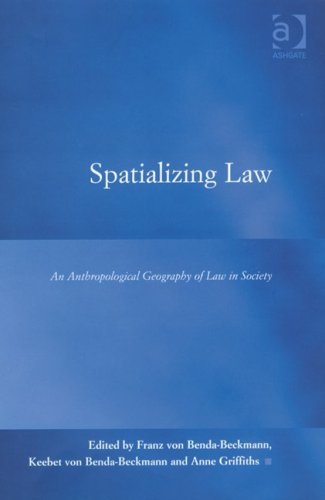 a
ASHGATE
Spatializing Law
An Anthropological Geography of Law in Society
Edited by Franz von Benda-Beckmann,
Keebet von Benda-Beckmann and Anne Griffiths